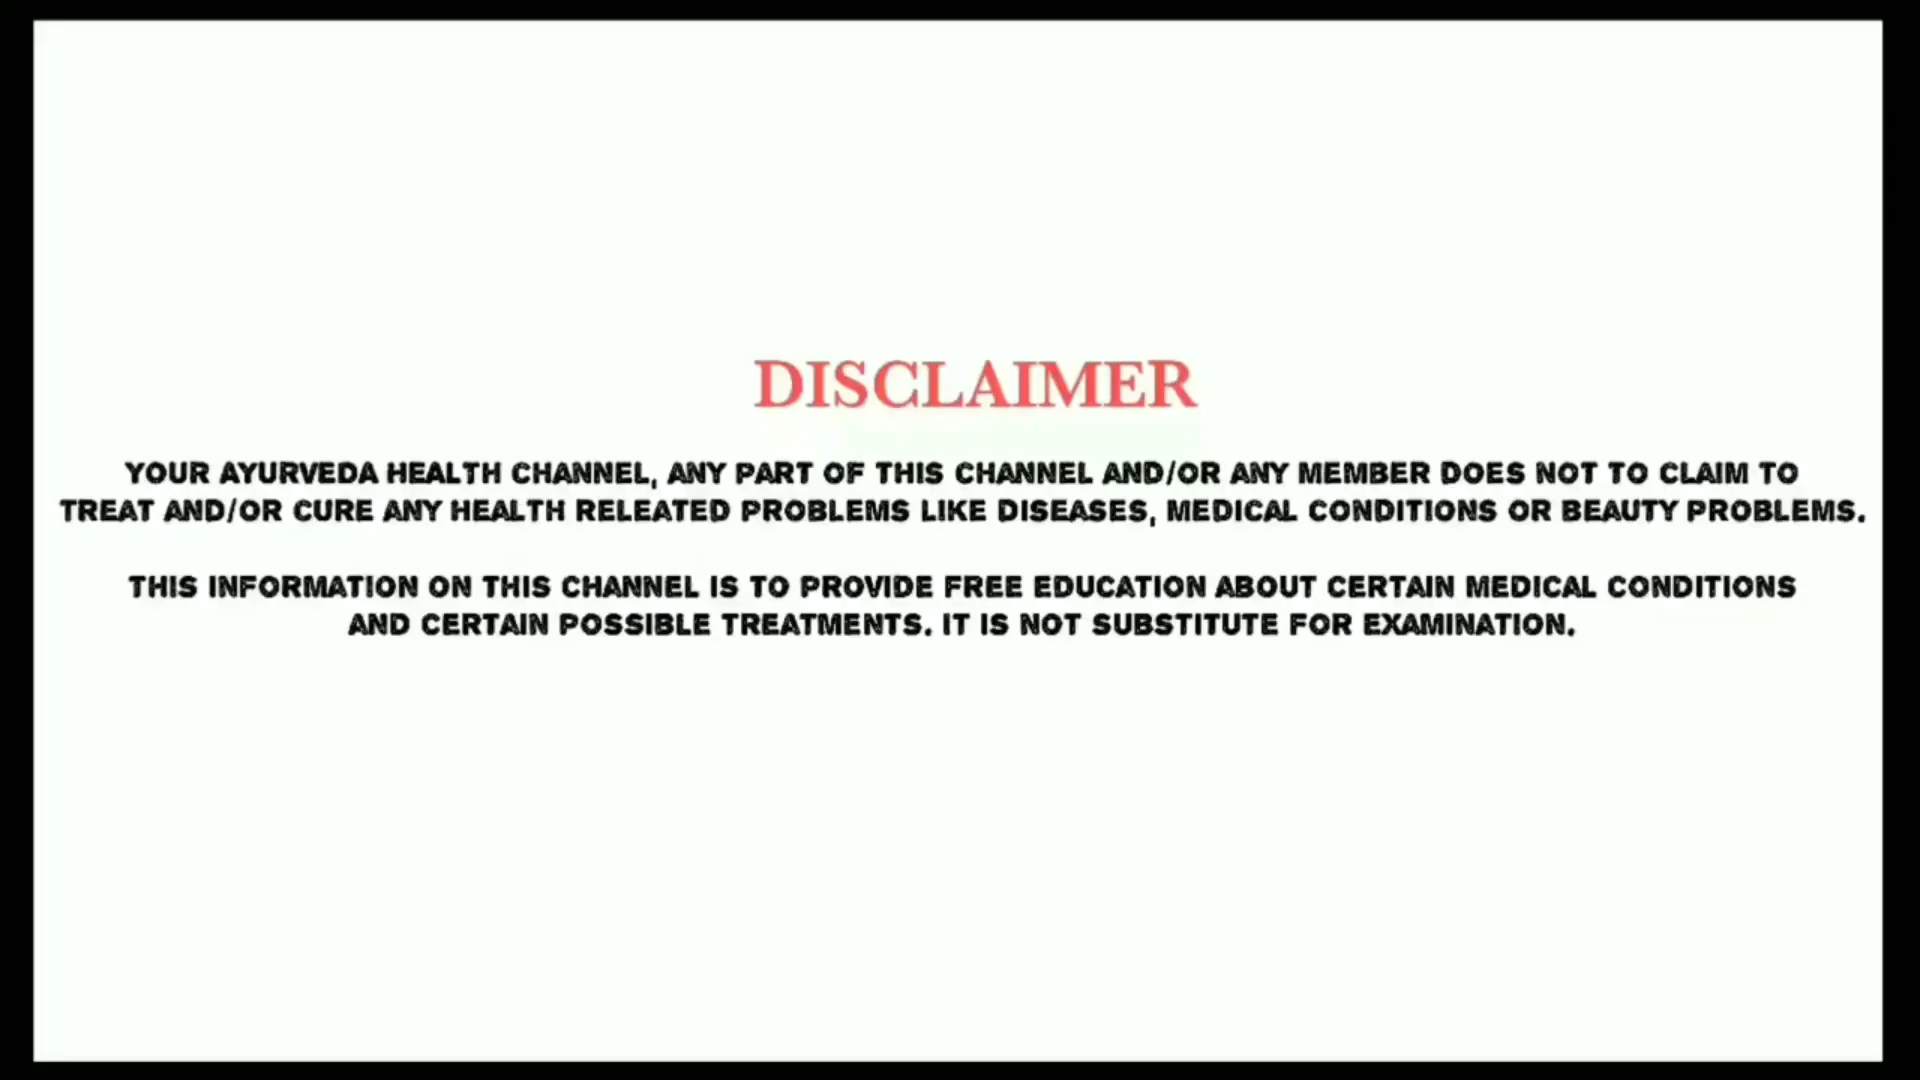 DISCLAIMER
YOUR AYURVEDA HEALTH CHANNEL, ANY PART OF THIS CHANNEL AND/OR ANY MEMBER DOES NOT TO CLAIM TO
TREAT AND/OR CURE ANY HEALTH RELEATED PROBLEMS LIKE DISEASES, MEDICAL CONDITIONS OR BEAUTY PROBLEMS.
THIS INFORMATION ON THIS CHANNEL IS TO PROVIDE FREE EDUCATION ABOUT CERTAIN MEDICAL CONDITIONS
AND CERTAIN POSSIBLE TREATMENTS. IT IS NOT SUBSTITUTE FOR EXAMINATION.